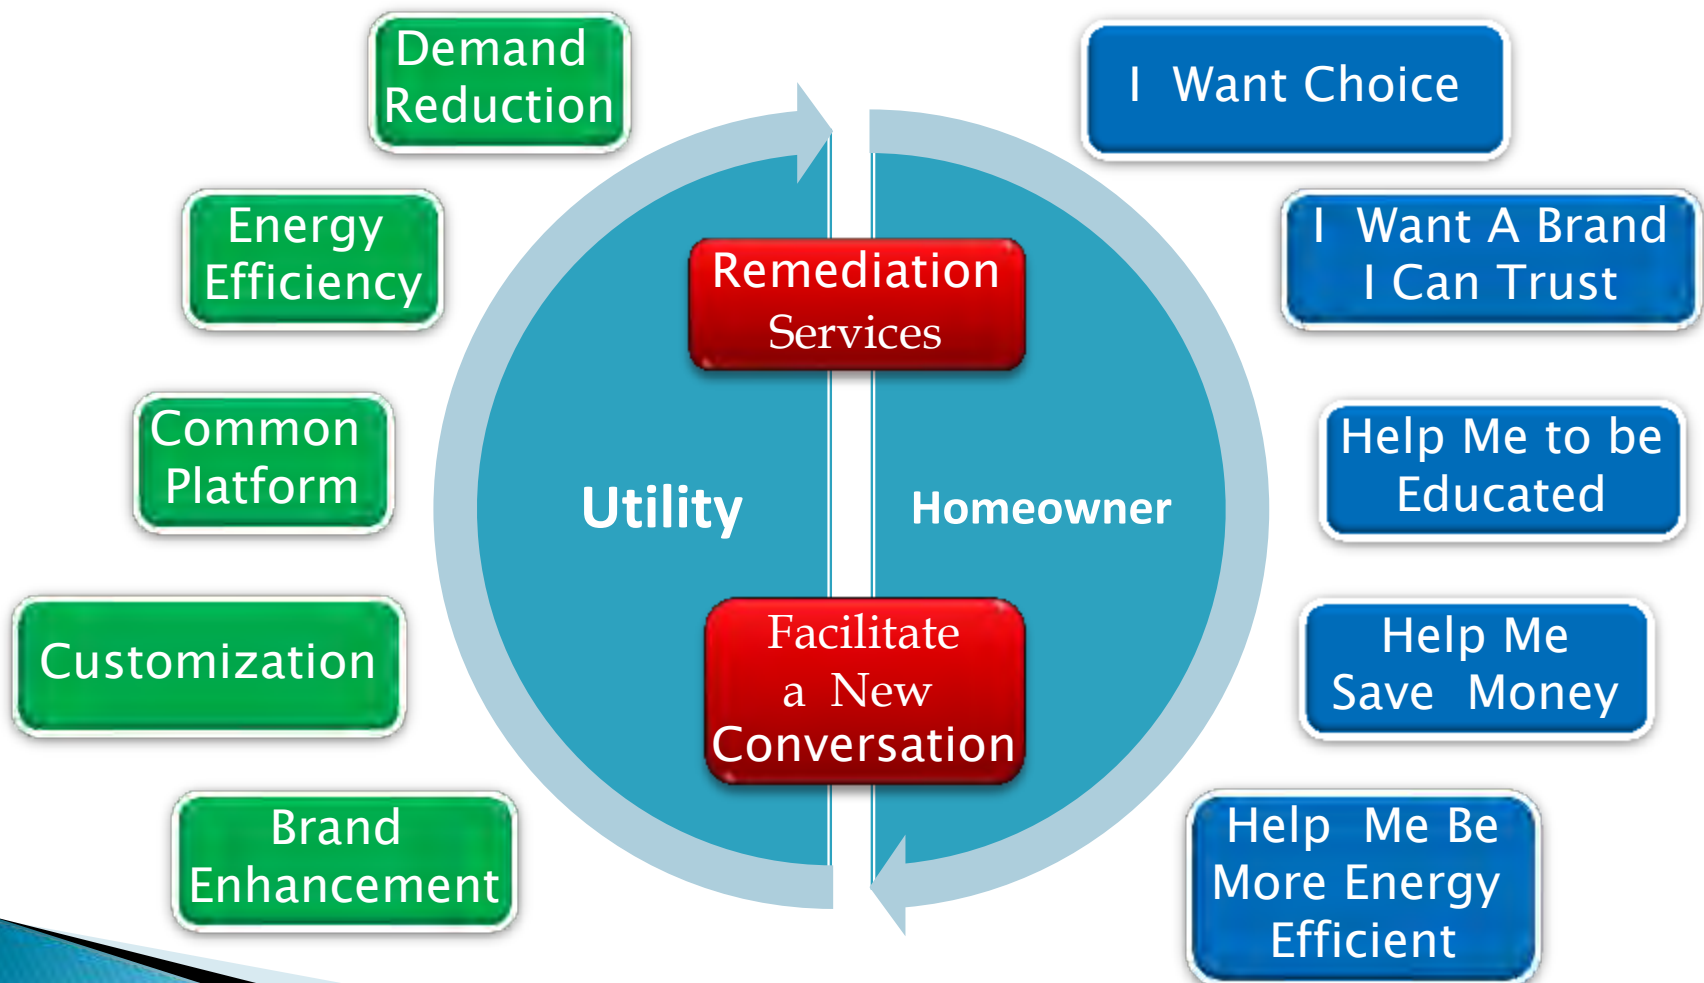 Demand
Reduction
Energy
Efficiency
Common
Platform
Customization
Brand
Enhancement
Remediation
Services
Utility
Homeowner
Facilitate
a New
Conversation
I Want Choice
I Want A Brand
I Can Trust
Help Me to be
Educated
Help Me
Save Money
Help Me Be
More Energy
Efficient